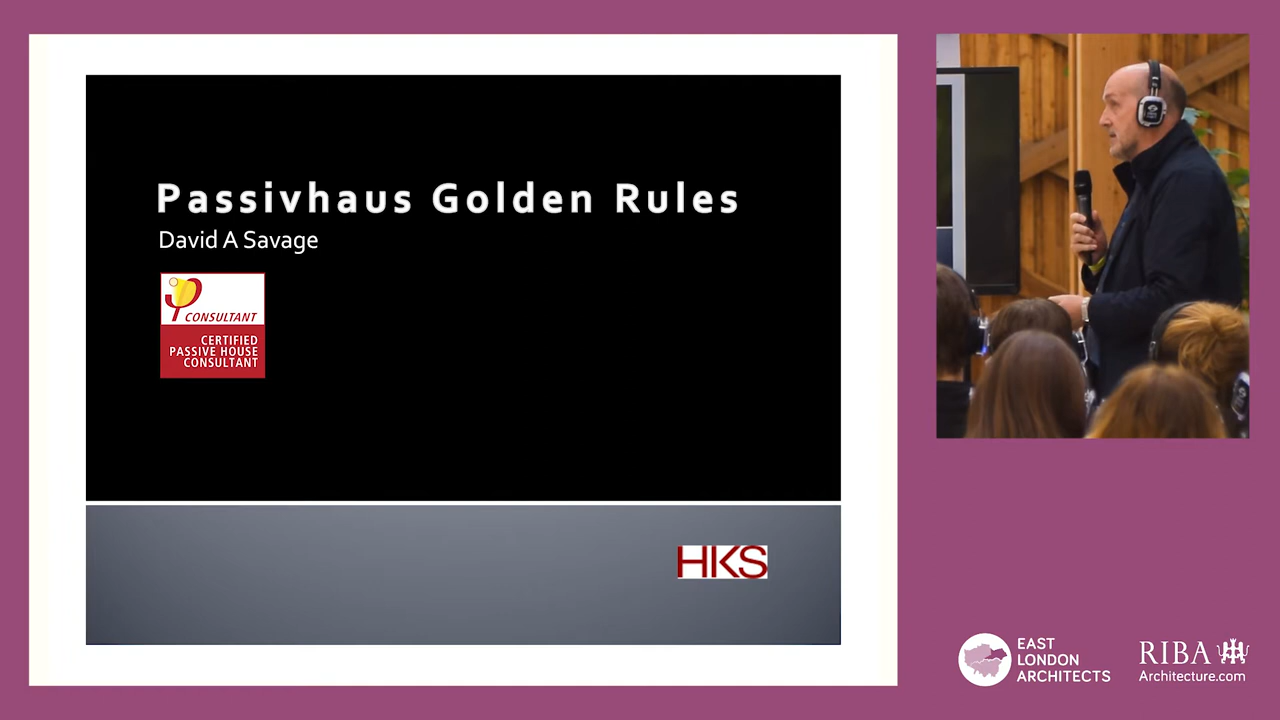 Passivhaus Golden Rules
David A Savage
CONSULTANT
CERTIFIED
PASSIVE HOUSE
CONSULTANT
HKS
EAST
LONDON
ARCHITECTS
RIBA
Architecture.com